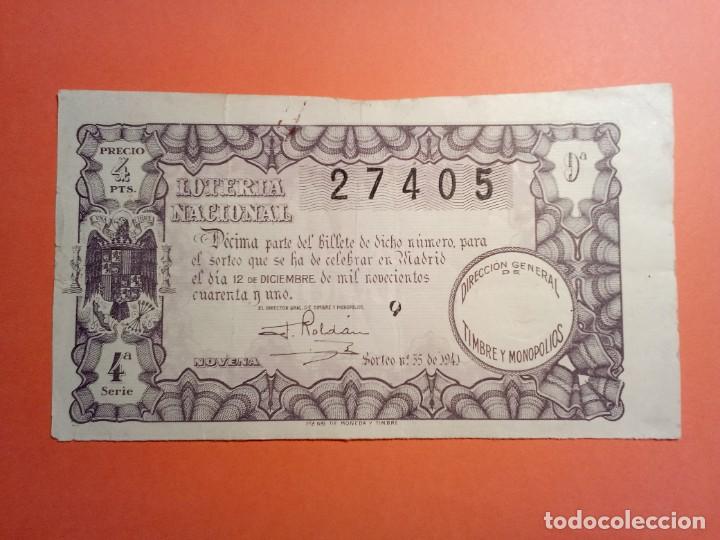 PRECIO
4
PTS.
LOTERIA
NACIONAL
27405
9ª
Décima parte del billete de dicho número, para
el sorteo que se ha de celebrar en Madrid
el día 12 DE DICIEMBRE de mil novecientos
cuarenta y uno.
EL DIRECTOR GRAL. DE TIMBRE Y MONOPOLIOS,
F. Roldán
DIRECCION GENERAL
DE
TIMBRE Y MONOPOLIOS
NOVENA
Sorteo nº. 35 de 1941
4ª
Serie
DE MONEDA Y TIMBRE
todocoleccion.net